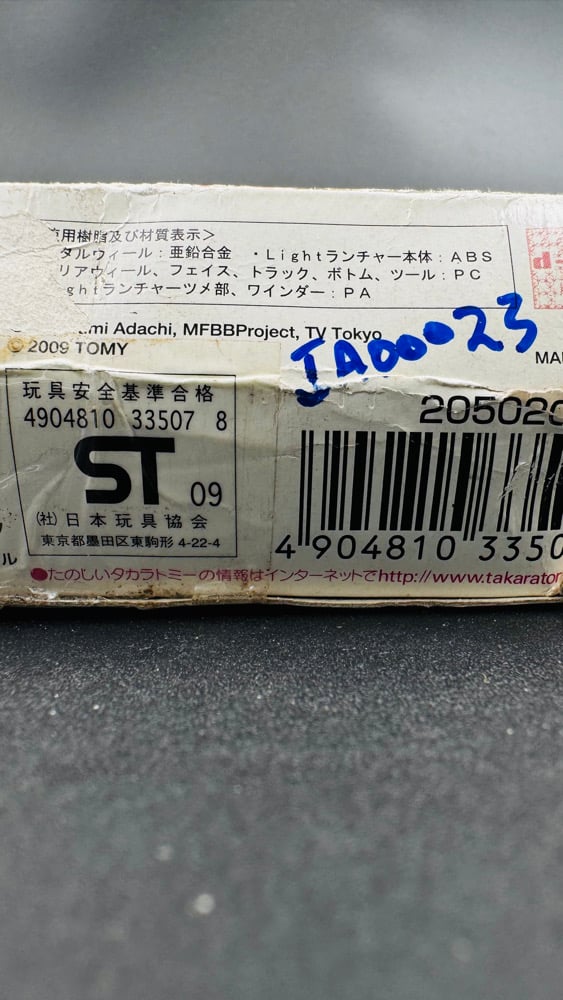 用樹脂及び材質表示＞
タルウィール：亜鉛合金 ・Lightランチャー本体：ABS
リアウィール、フェイス、トラック、ボトム、ツール：PC
ghtランチャーツメ部、ワインダー：PA
Adachi, MFBBProject, TV Tokyo
© 2009 TOMY
JA00023
MA
玩具安全基準合格
4904810 33507 8
ST 09
(社)日本玩具協会
東京都墨田区東駒形 4-22-4
205020
4 904810 3350
ル
●たのしいタカラトミーの情報はインターネットでhttp://www.takarator
P